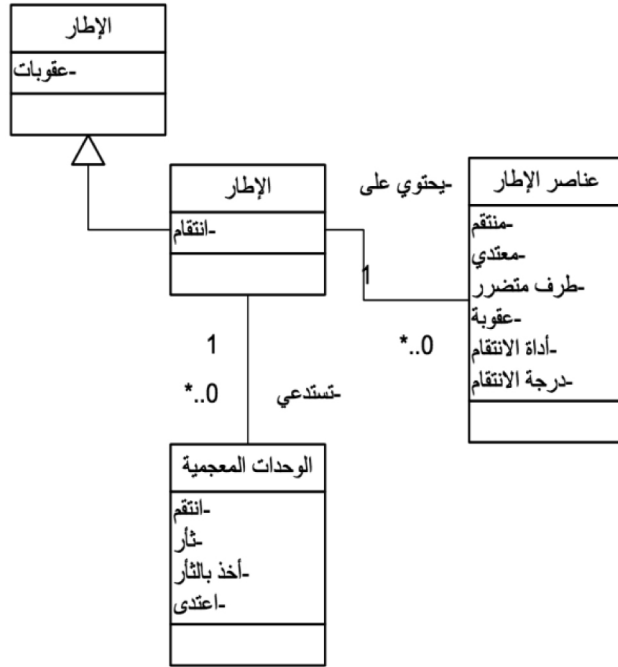 الإطار
-عقوبات
الإطار
-انتقام
-يحتوي على
1
*..0
عناصر الإطار
-منتقم
-معتدي
-طرف متضرر
-عقوبة
-أداة الانتقام
-درجة الانتقام
1
*..0
-تستدعي
الوحدات المعجمية
-انتقم
-ثأر
-أخذ بالثأر
-اعتدى